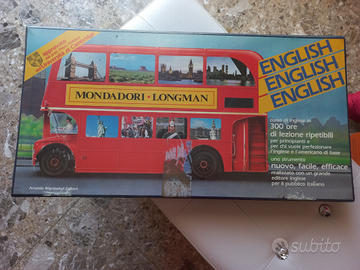 ENGLISH
ENGLISH
ENGLISH
MONDADORI • LONGMAN
corso di inglese in
300 ore
di lezione ripetibili
per principianti e
per chi vuole perfezionare
l'inglese e l'americano di base
uno strumento
nuovo, facile, efficace
realizzato con un grande
editore inglese
per il pubblico italiano
Arnoldo Mondadori Editore
subito